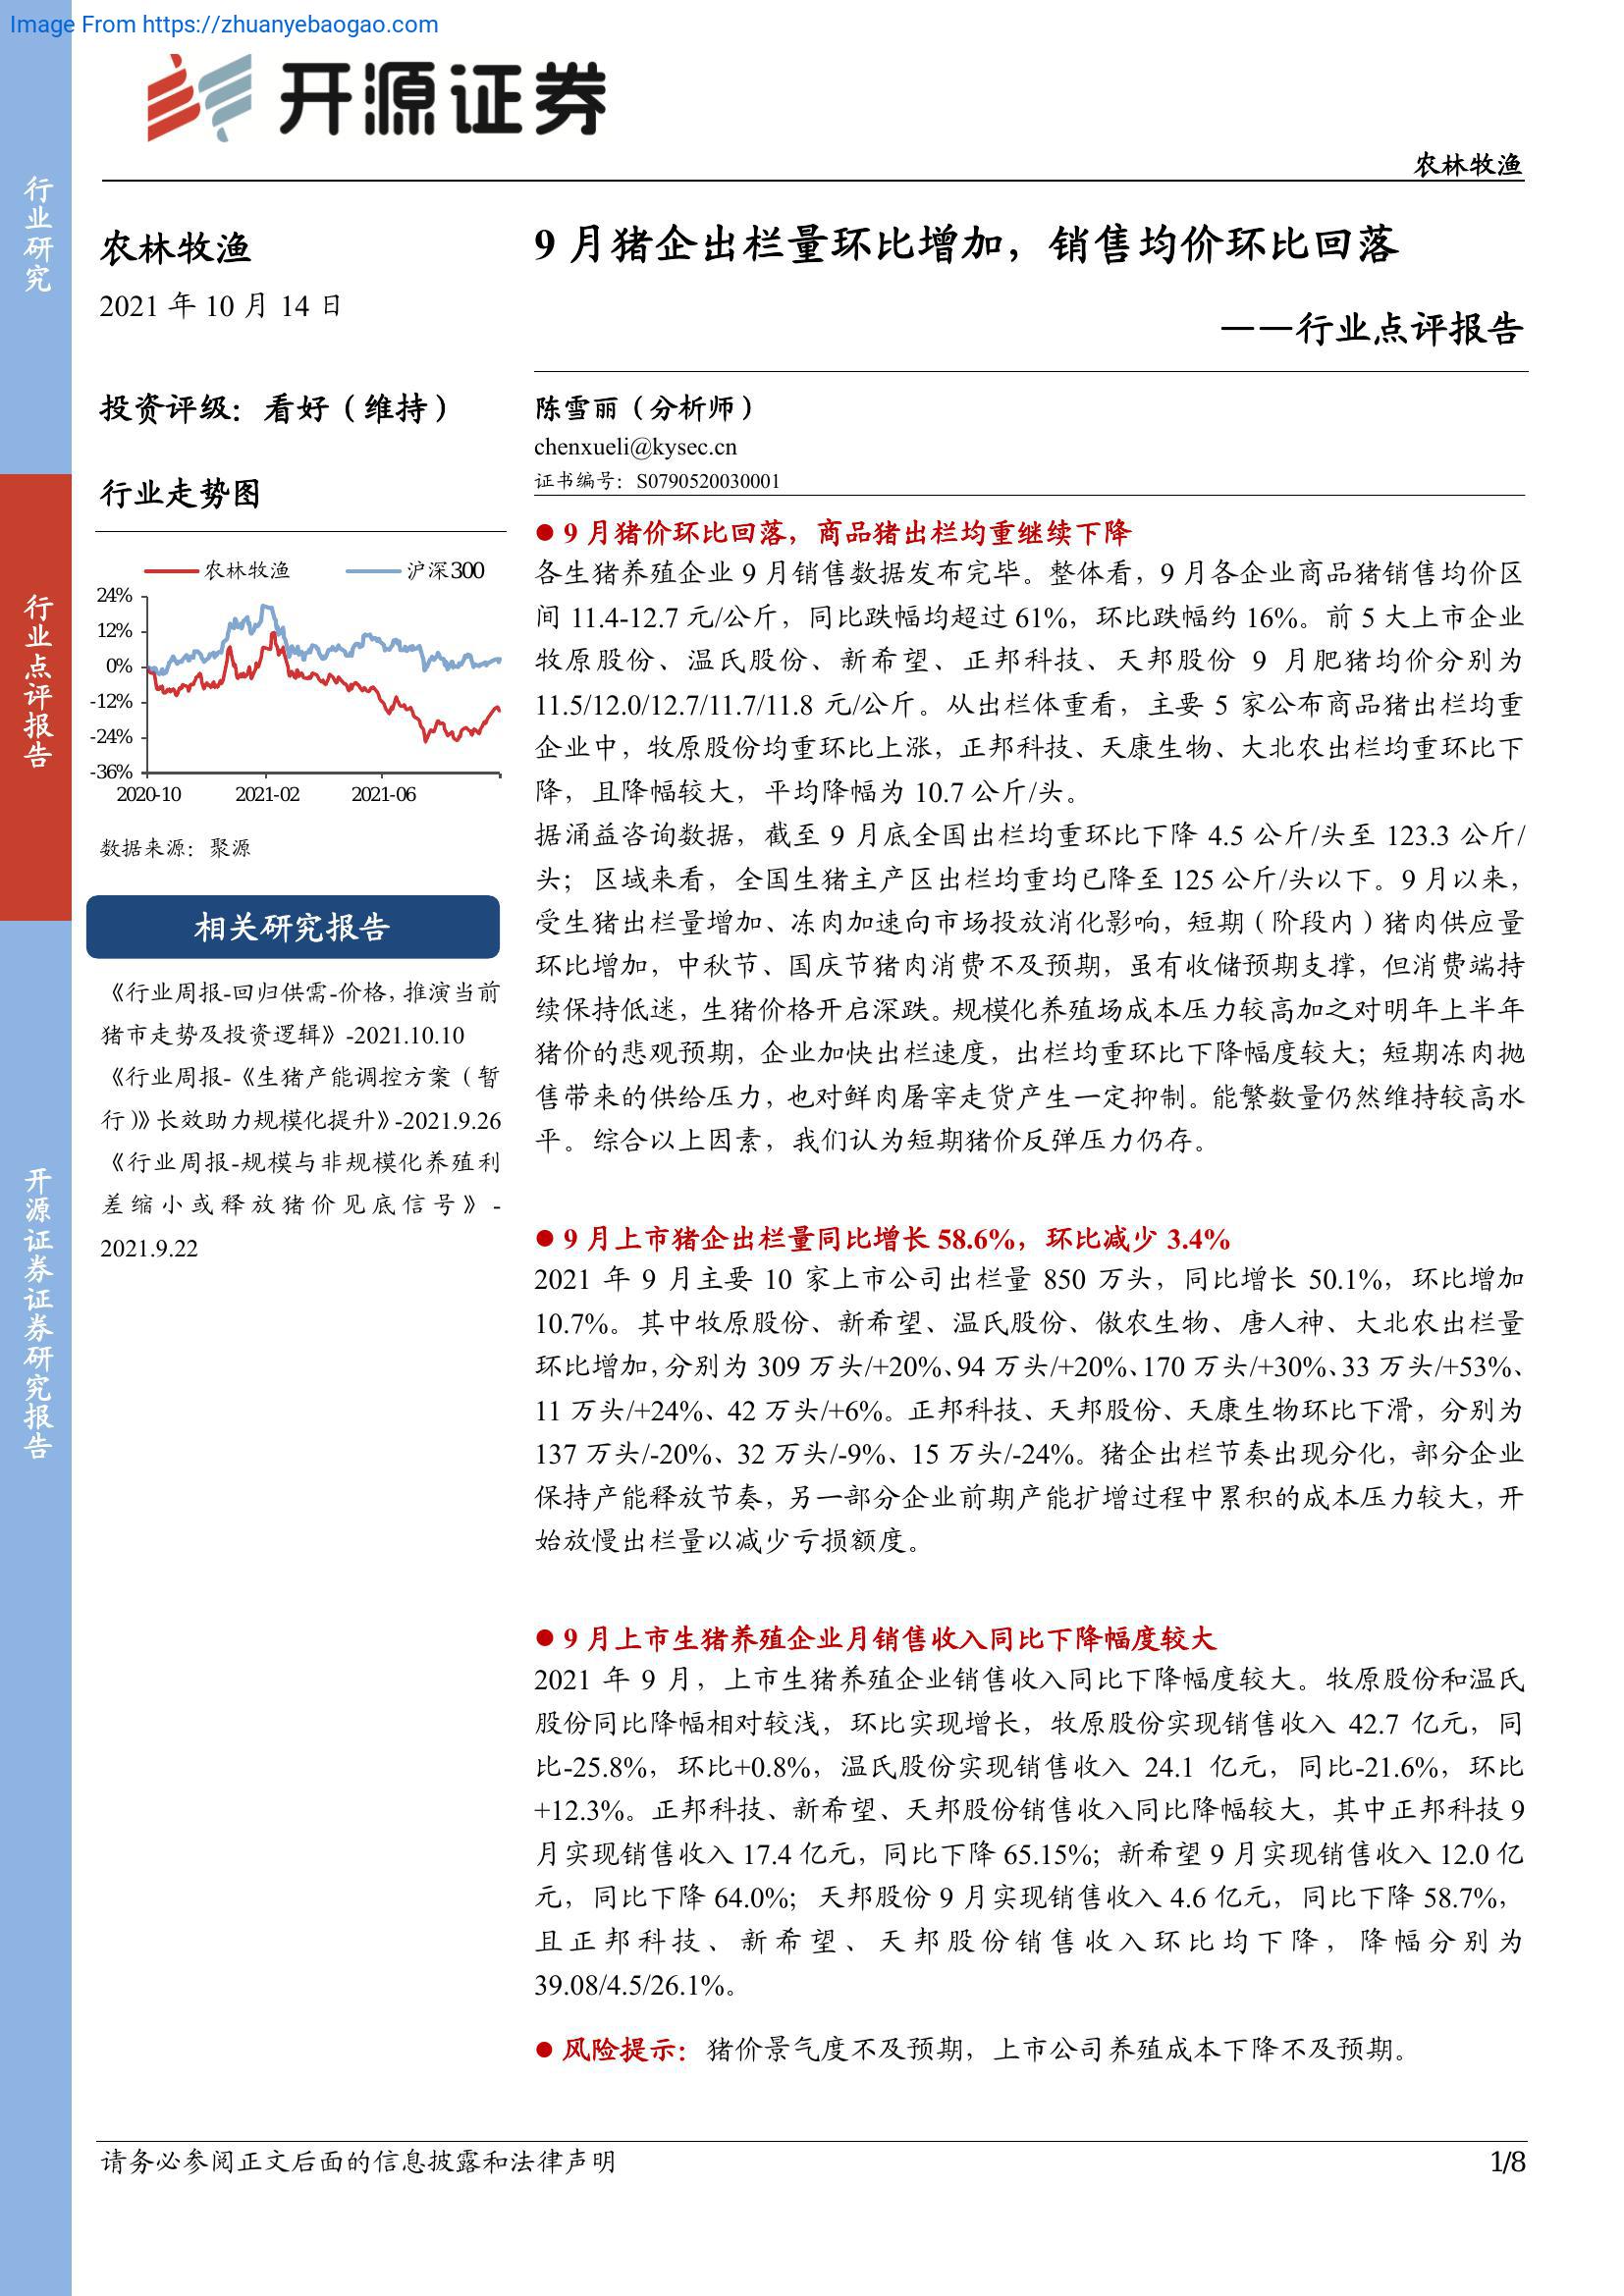 Image From https://zhuanyebaogao.com
开源证券
农林牧渔
行业研究
行业点评报告
开源证券证券研究报告
农林牧渔
2021 年 10 月 14 日
投资评级：看好（维持）
行业走势图
农林牧渔 沪深300
24%
12%
0%
-12%
-24%
-36%
2020-10 2021-02 2021-06
数据来源：聚源
相关研究报告
《行业周报-回归供需-价格，推演当前
猪市走势及投资逻辑》-2021.10.10
《行业周报-《生猪产能调控方案（暂
行）》长效助力规模化提升》-2021.9.26
《行业周报-规模与非规模化养殖利
差缩小或释放猪价见底信号》-
2021.9.22
9 月猪企出栏量环比增加，销售均价环比回落
——行业点评报告
陈雪丽（分析师）
chenxueli@kysec.cn
证书编号：S0790520030001
● 9 月猪价环比回落，商品猪出栏均重继续下降
各生猪养殖企业 9 月销售数据发布完毕。整体看，9 月各企业商品猪销售均价区
间 11.4-12.7 元/公斤，同比跌幅均超过 61%，环比跌幅约 16%。前 5 大上市企业
牧原股份、温氏股份、新希望、正邦科技、天邦股份 9 月肥猪均价分别为
11.5/12.0/12.7/11.7/11.8 元/公斤。从出栏体重看，主要 5 家公布商品猪出栏均重
企业中，牧原股份均重环比上涨，正邦科技、天康生物、大北农出栏均重环比下
降，且降幅较大，平均降幅为 10.7 公斤/头。
据涌益咨询数据，截至 9 月底全国出栏均重环比下降 4.5 公斤/头至 123.3 公斤/
头；区域来看，全国生猪主产区出栏均重均已降至 125 公斤/头以下。9 月以来，
受生猪出栏量增加、冻肉加速向市场投放消化影响，短期（阶段内）猪肉供应量
环比增加，中秋节、国庆节猪肉消费不及预期，虽有收储预期支撑，但消费端持
续保持低迷，生猪价格开启深跌。规模化养殖场成本压力较高加之对明年上半年
猪价的悲观预期，企业加快出栏速度，出栏均重环比下降幅度较大；短期冻肉抛
售带来的供给压力，也对鲜肉屠宰走货产生一定抑制。能繁数量仍然维持较高水
平。综合以上因素，我们认为短期猪价反弹压力仍存。
● 9 月上市猪企出栏量同比增长 58.6%，环比减少 3.4%
2021 年 9 月主要 10 家上市公司出栏量 850 万头，同比增长 50.1%，环比增加
10.7%。其中牧原股份、新希望、温氏股份、傲农生物、唐人神、大北农出栏量
环比增加，分别为 309 万头/+20%、94 万头/+20%、170 万头/+30%、33 万头/+53%、
11 万头/+24%、42 万头/+6%。正邦科技、天邦股份、天康生物环比下滑，分别为
137 万头/-20%、32 万头/-9%、15 万头/-24%。猪企出栏节奏出现分化，部分企业
保持产能释放节奏，另一部分企业前期产能扩增过程中累积的成本压力较大，开
始放慢出栏量以减少亏损额度。
● 9 月上市生猪养殖企业月销售收入同比下降幅度较大
2021 年 9 月，上市生猪养殖企业销售收入同比下降幅度较大。牧原股份和温氏
股份同比降幅相对较浅，环比实现增长，牧原股份实现销售收入 42.7 亿元，同
比-25.8%，环比+0.8%，温氏股份实现销售收入 24.1 亿元，同比-21.6%，环比
+12.3%。正邦科技、新希望、天邦股份销售收入同比降幅较大，其中正邦科技 9
月实现销售收入 17.4 亿元，同比下降 65.15%；新希望 9 月实现销售收入 12.0 亿
元，同比下降 64.0%；天邦股份 9 月实现销售收入 4.6 亿元，同比下降 58.7%，
且正邦科技、新希望、天邦股份销售收入环比均下降，降幅分别为
39.08/4.5/26.1%。
● 风险提示：猪价景气度不及预期，上市公司养殖成本下降不及预期。
请务必参阅正文后面的信息披露和法律声明
1/8